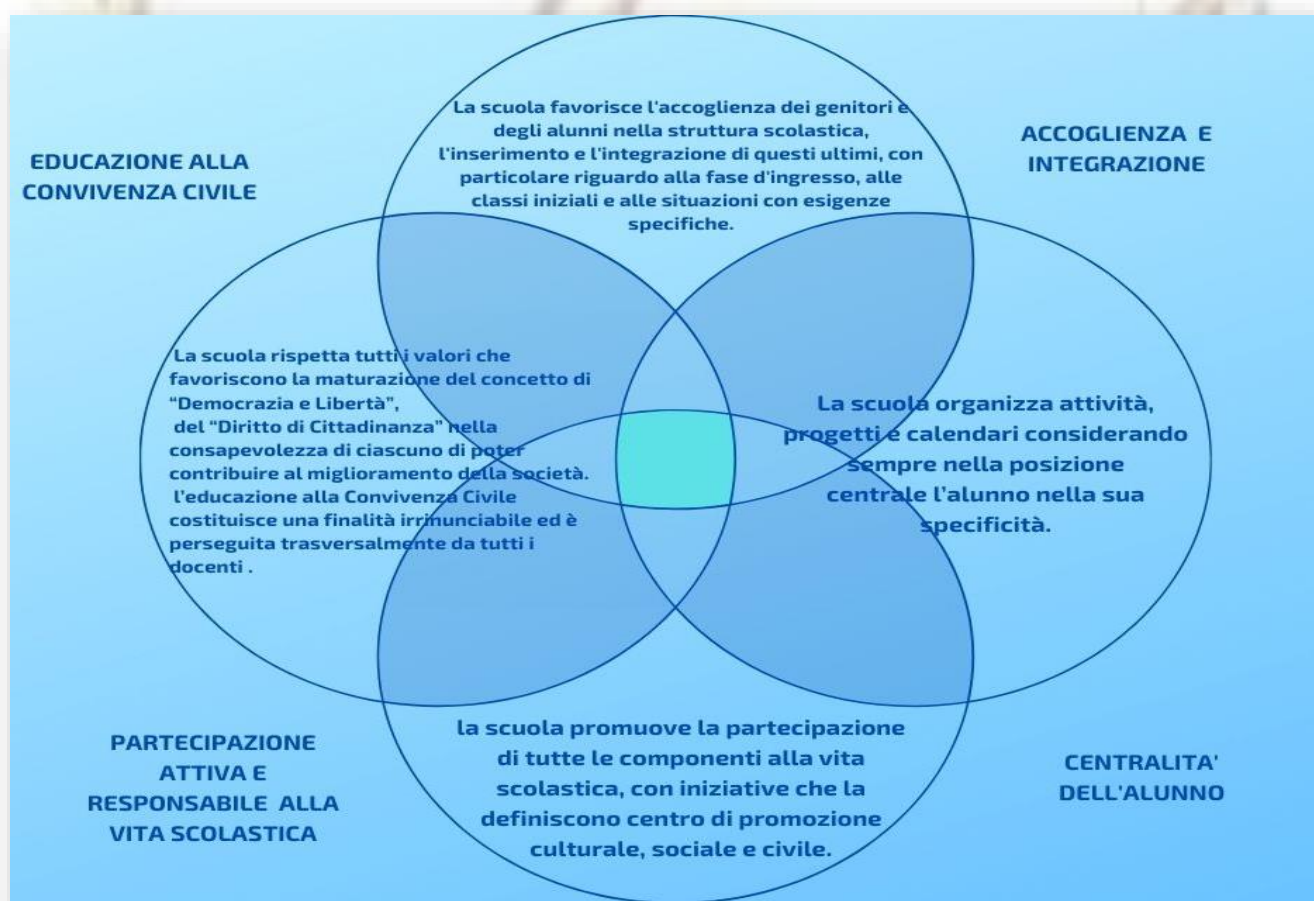 La scuola favorisce l'accoglienza dei genitori e
degli alunni nella struttura scolastica,
l'inserimento e l'integrazione di questi ultimi, con
particolare riguardo alla fase d'ingresso, alle
classi iniziali e alle situazioni con esigenze
specifiche.
ACCOGLIENZA E
INTEGRAZIONE
EDUCAZIONE ALLA
CONVIVENZA CIVILE
La scuola rispetta tutti i valori che
favoriscono la maturazione del concetto di
“Democrazia e Libertà”,
del “Diritto di Cittadinanza” nella
consapevolezza di ciascuno di poter
contribuire al miglioramento della società.
l’educazione alla Convivenza Civile
costituisce una finalità irrinunciabile ed è
perseguita trasversalmente da tutti i
docenti .
La scuola organizza attività,
progetti e calendari considerando
sempre nella posizione
centrale l’alunno nella sua
specificità.
PARTECIPAZIONE
ATTIVA E
RESPONSABILE ALLA
VITA SCOLASTICA
la scuola promuove la partecipazione
di tutte le componenti alla vita
scolastica, con iniziative che la
definiscono centro di promozione
culturale, sociale e civile.
CENTRALITA'
DELL'ALUNNO